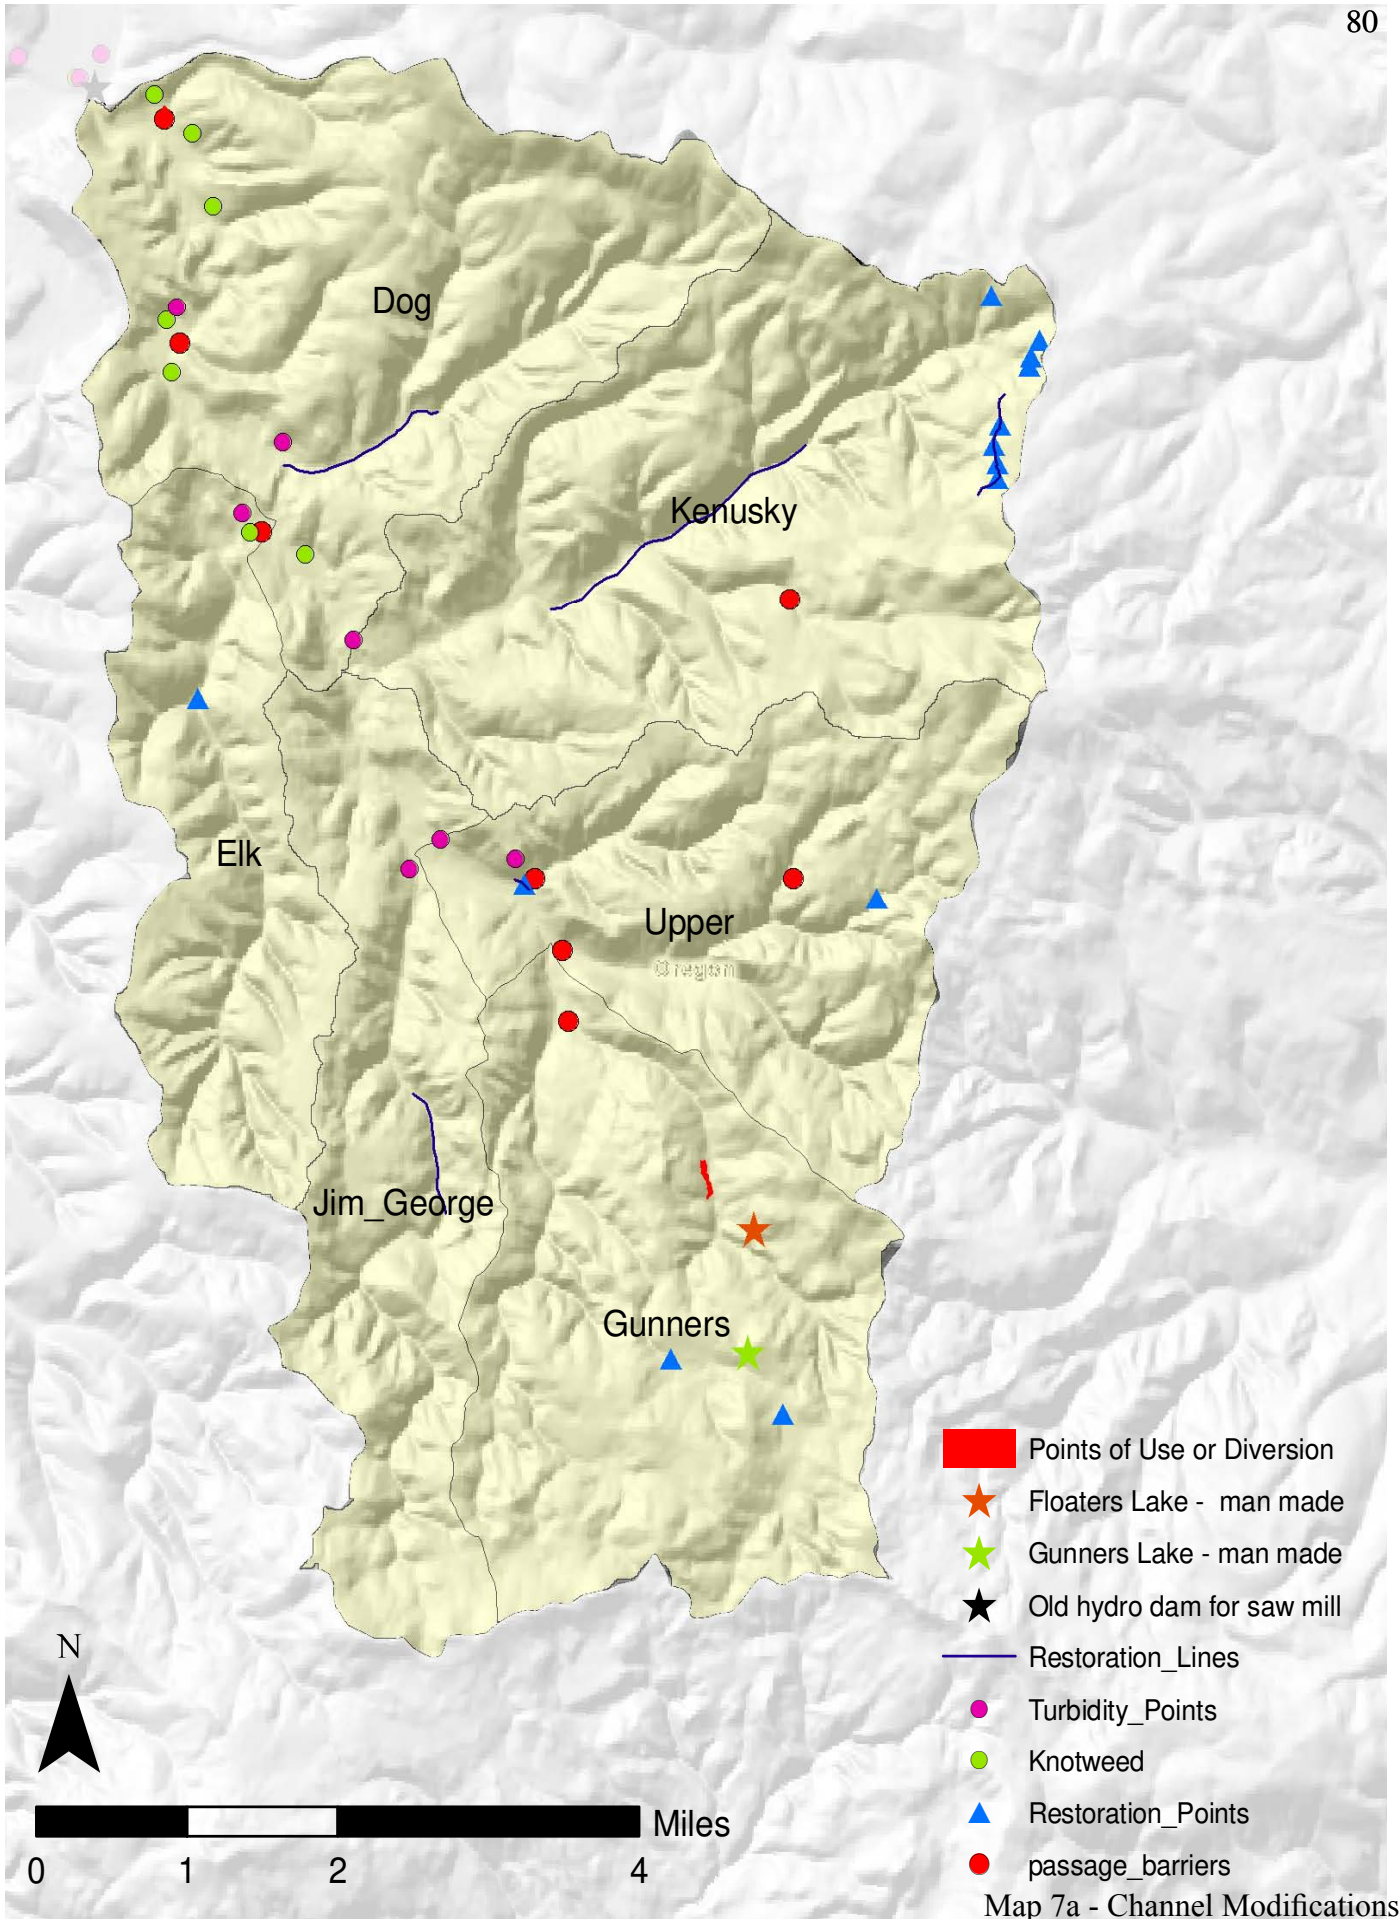 80
Dog
Kenusky
Elk
Upper
Oregon
Jim_George
Gunners
Points of Use or Diversion
Floaters Lake - man made
Gunners Lake - man made
Old hydro dam for saw mill
Restoration_Lines
Turbidity_Points
Knotweed
Restoration_Points
passage_barriers
N
Miles
0 1 2 4
Map 7a - Channel Modifications